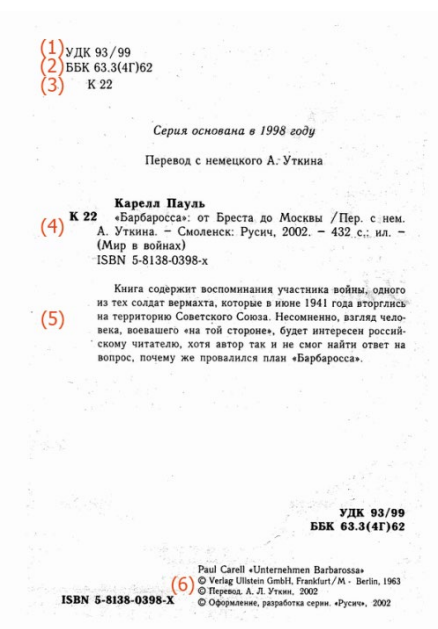 (1) УДК 93/99
(2) ББК 63.3(4Г)62
(3) К 22
Серия основана в 1998 году
Перевод с немецкого А. Уткина
Карелл Пауль
К 22 «Барбаросса»: от Бреста до Москвы /Пер. с нем.
(4) А. Уткина. – Смоленск: Русич, 2002. – 432 с.: ил. –
(Мир в войнах)
ISBN 5-8138-0398-х
Книга содержит воспоминания участника войны, одного
из тех солдат вермахта, которые в июне 1941 года вторглись
(5) на территорию Советского Союза. Несомненно, взгляд чело-
века, воевавшего «на той стороне», будет интересен россий-
скому читателю, хотя автор так и не смог найти ответ на
вопрос, почему же провалился план «Барбаросса».
УДК 93/99
ББК 63.3(4Г)62
Paul Carell «Unternehmen Barbarossa»
(6) © Verlag Ullstein GmbH, Frankfurt/M - Berlin, 1963
© Перевод. А. Л. Уткин, 2002
ISBN 5-8138-0398-X © Оформление, разработка серии. «Русич», 2002